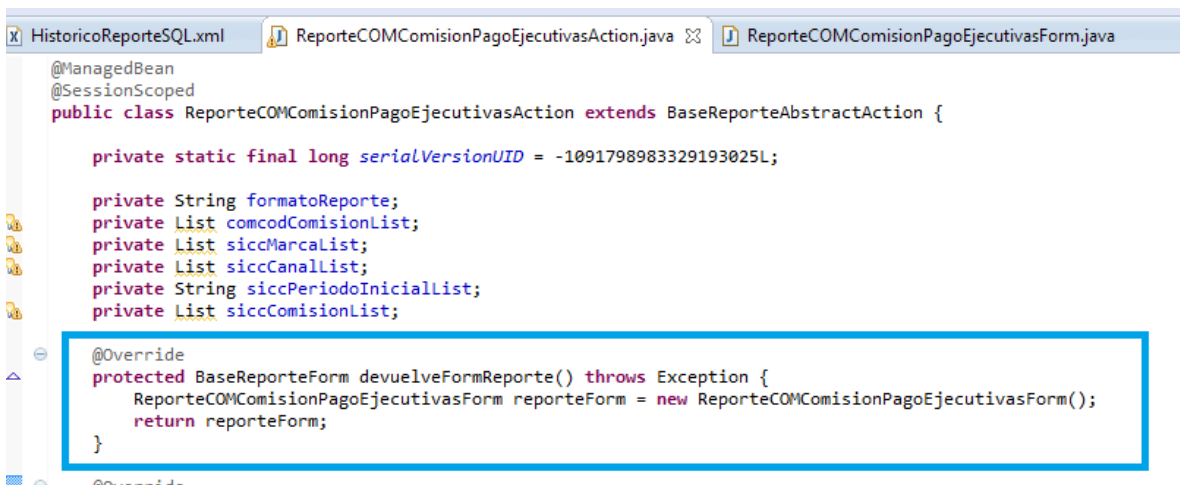 HistoricoReporteSQL.xml ReporteCOMComisionPagoEjecutivasAction.java ReporteCOMComisionPagoEjecutivasForm.java
@ManagedBean
@SessionScoped
public class ReporteCOMComisionPagoEjecutivasAction extends BaseReporteAbstractAction {
private static final long serialVersionUID = -1091798983329193025L;
private String formatoReporte;
private List comcodComisionList;
private List siccMarcaList;
private List siccCanalList;
private String siccPeriodoInicialList;
private List siccComisionList;
@Override
protected BaseReporteForm devuelveFormReporte() throws Exception {
ReporteCOMComisionPagoEjecutivasForm reporteForm = new ReporteCOMComisionPagoEjecutivasForm();
return reporteForm;
}
@Override